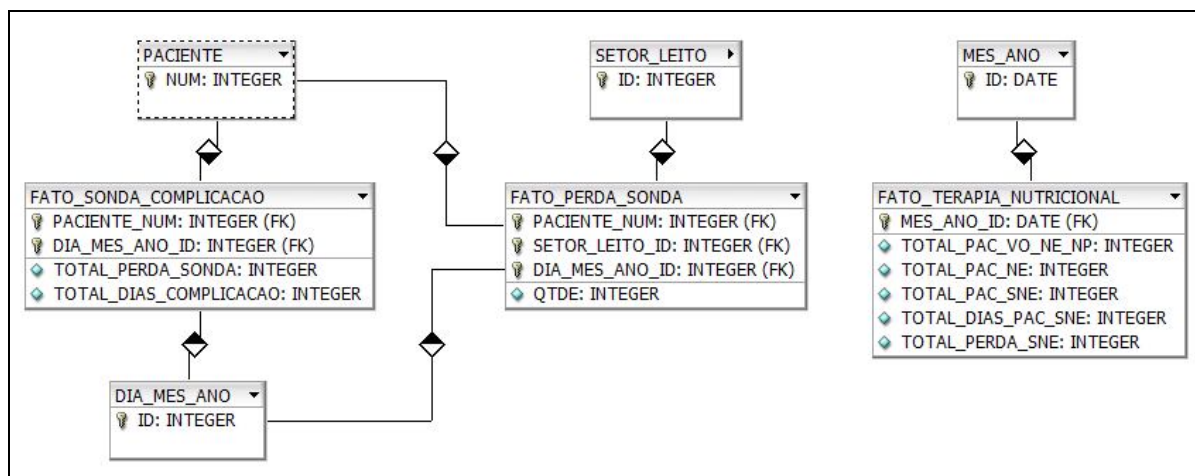 PACIENTE
NUM: INTEGER
SETOR_LEITO
ID: INTEGER
MES_ANO
ID: DATE
FATO_SONDA_COMPLICACAO
PACIENTE_NUM: INTEGER (FK)
DIA_MES_ANO_ID: INTEGER (FK)
TOTAL_PERDA_SONDA: INTEGER
TOTAL_DIAS_COMPLICACAO: INTEGER
FATO_PERDA_SONDA
PACIENTE_NUM: INTEGER (FK)
SETOR_LEITO_ID: INTEGER (FK)
DIA_MES_ANO_ID: INTEGER (FK)
QTDE: INTEGER
FATO_TERAPIA_NUTRICIONAL
MES_ANO_ID: DATE (FK)
TOTAL_PAC_VO_NE_NP: INTEGER
TOTAL_PAC_NE: INTEGER
TOTAL_PAC_SNE: INTEGER
TOTAL_DIAS_PAC_SNE: INTEGER
TOTAL_PERDA_SNE: INTEGER
DIA_MES_ANO
ID: INTEGER